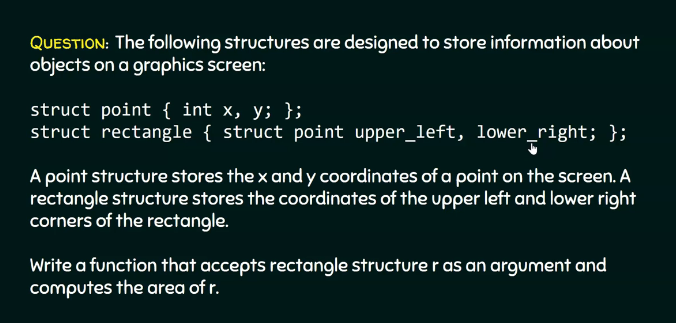 QUESTION: The following structures are designed to store information about
objects on a graphics screen:
struct point { int x, y; };
struct rectangle { struct point upper_left, lower_right; };
A point structure stores the x and y coordinates of a point on the screen. A
rectangle structure stores the coordinates of the upper left and lower right
corners of the rectangle.
Write a function that accepts rectangle structure r as an argument and
computes the area of r.